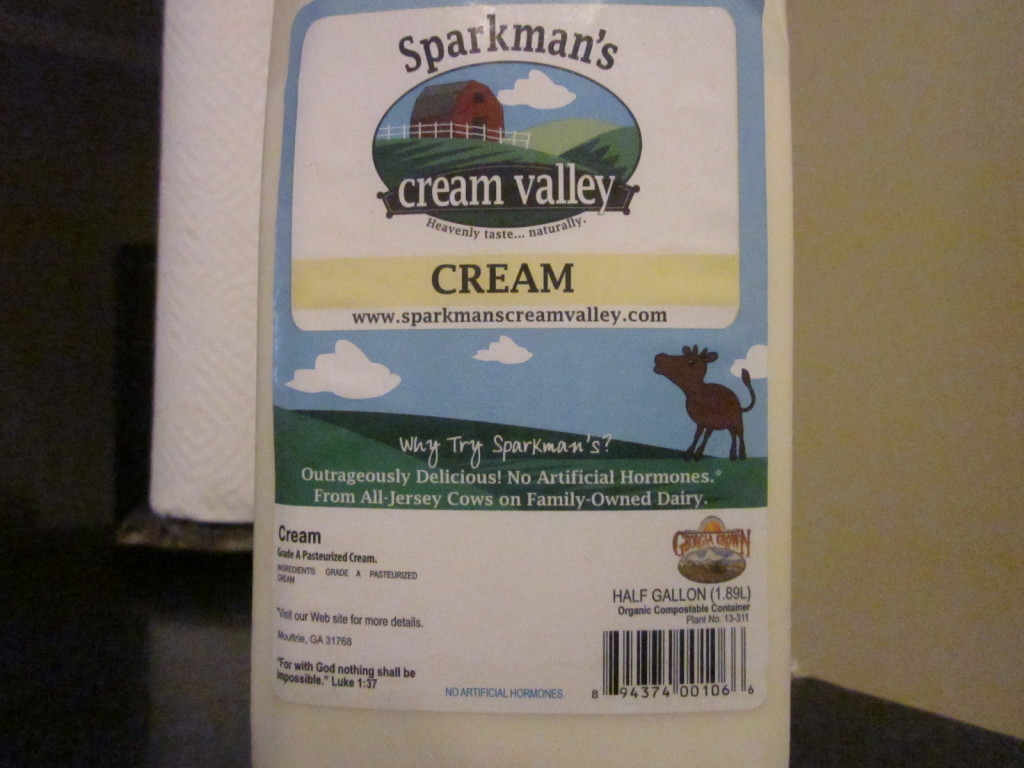 Sparkman's
cream valley
Heavenly taste... naturally.
CREAM
www.sparkmanscreamvalley.com
Why Try Sparkman's?
Outrageously Delicious! No Artificial Hormones.*
From All-Jersey Cows on Family-Owned Dairy.
Cream
Grade A Pasteurized Cream.
INGREDIENTS: GRADE A PASTEURIZED
CREAM
*Visit our Web site for more details.
Moultrie, GA 31768
"For with God nothing shall be
impossible." Luke 1:37
NO ARTIFICIAL HORMONES.
GEORGIA GROWN
HALF GALLON (1.89L)
Organic Compostable Container
Plant No. 13-311
8 94374 00106 6